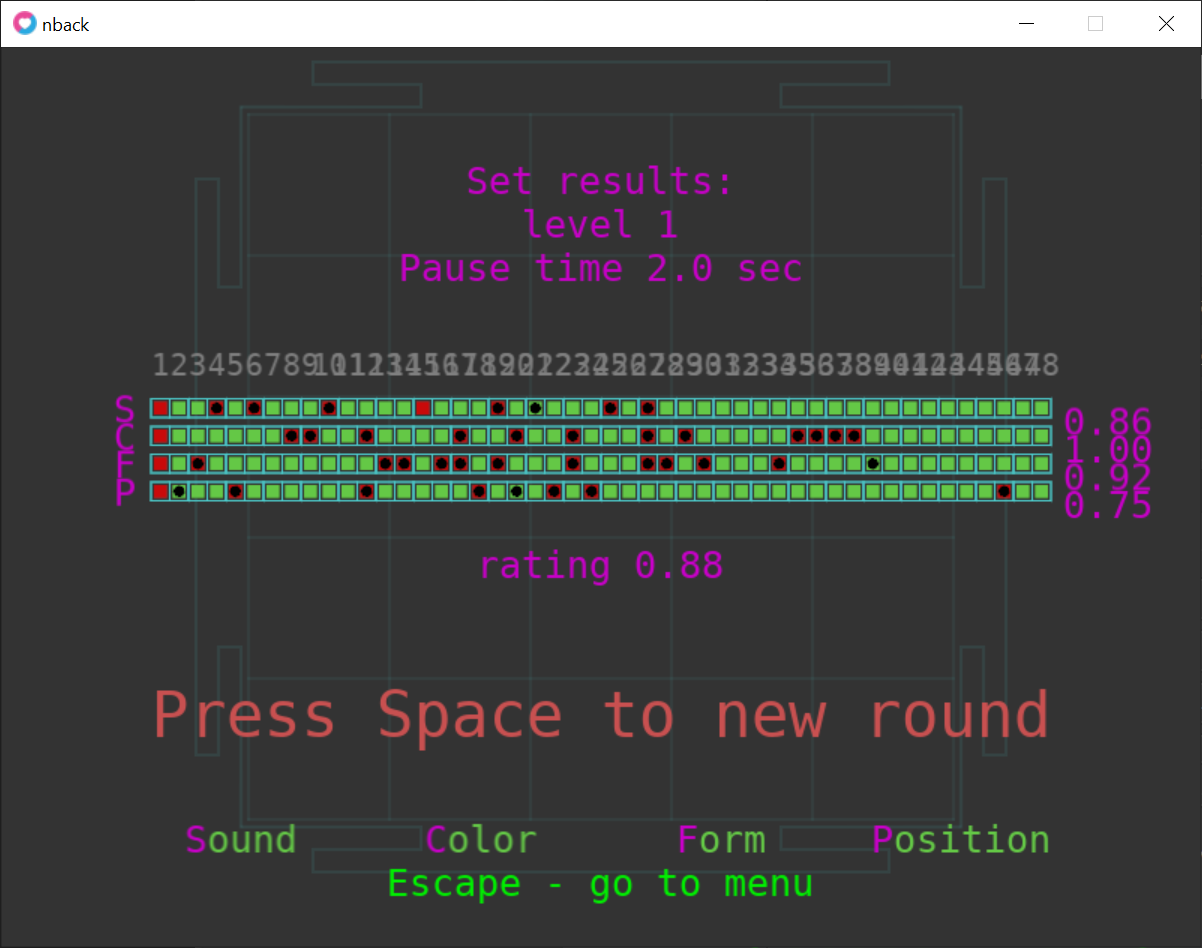 nback
Set results:
level 1
Pause time 2.0 sec
123456789
S
0.86
C
1.00
F
0.92
P
0.75
rating 0.88
Press Space to new round
Sound Color Form Position
Escape - go to menu